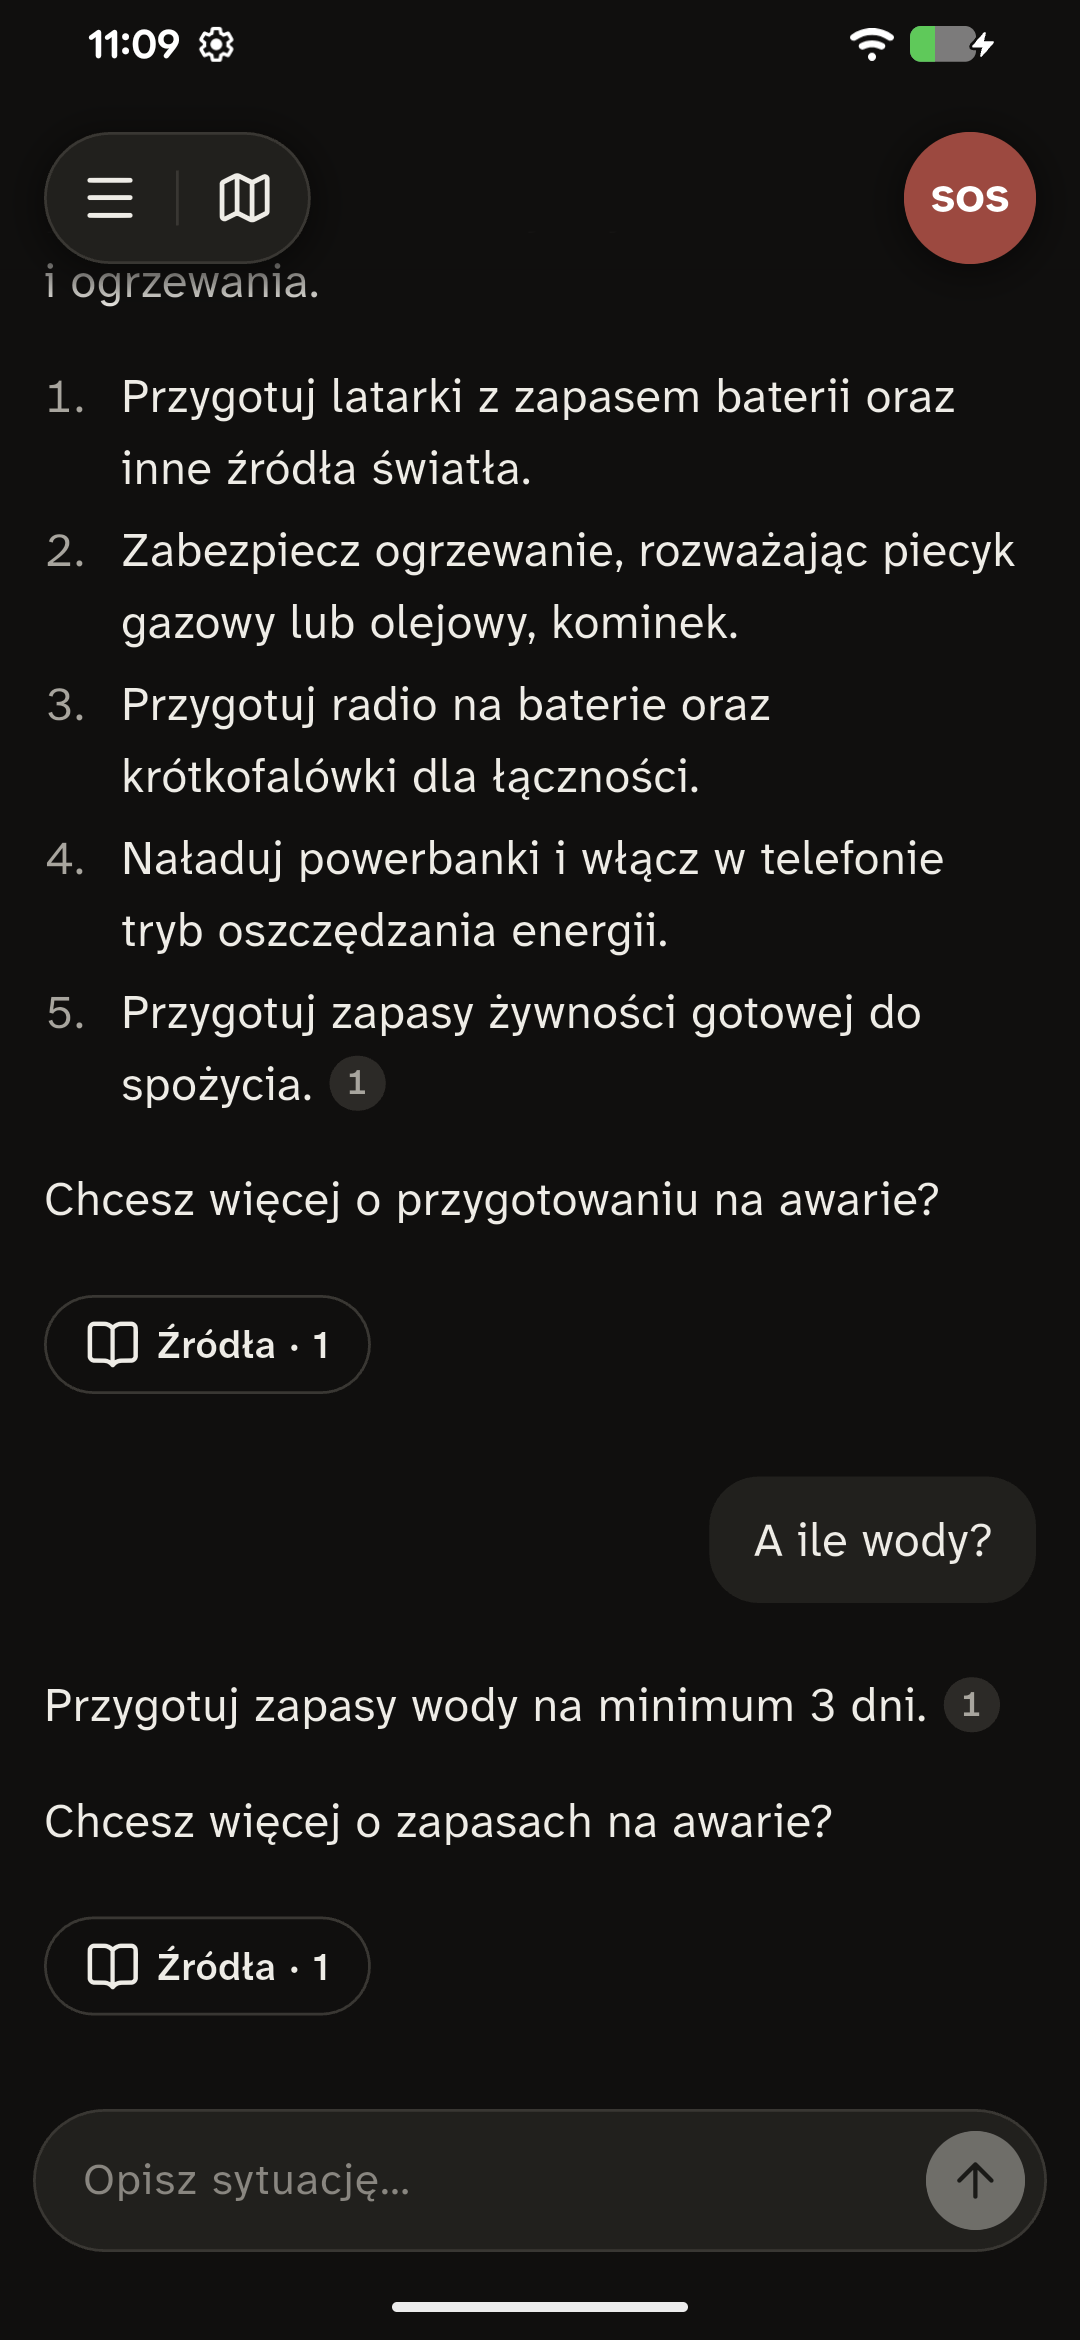 11:09
SOS
i ogrzewania.
1. Przygotuj latarki z zapasem baterii oraz
inne źródła światła.
2. Zabezpiecz ogrzewanie, rozważając piecyk
gazowy lub olejowy, kominek.
3. Przygotuj radio na baterie oraz
krótkofalówki dla łączności.
4. Naładuj powerbanki i włącz w telefonie
tryb oszczędzania energii.
5. Przygotuj zapasy żywności gotowej do
spożycia. 1
Chcesz więcej o przygotowaniu na awarie?
Źródła · 1
A ile wody?
Przygotuj zapasy wody na minimum 3 dni. 1
Chcesz więcej o zapasach na awarie?
Źródła · 1
Opisz sytuację...